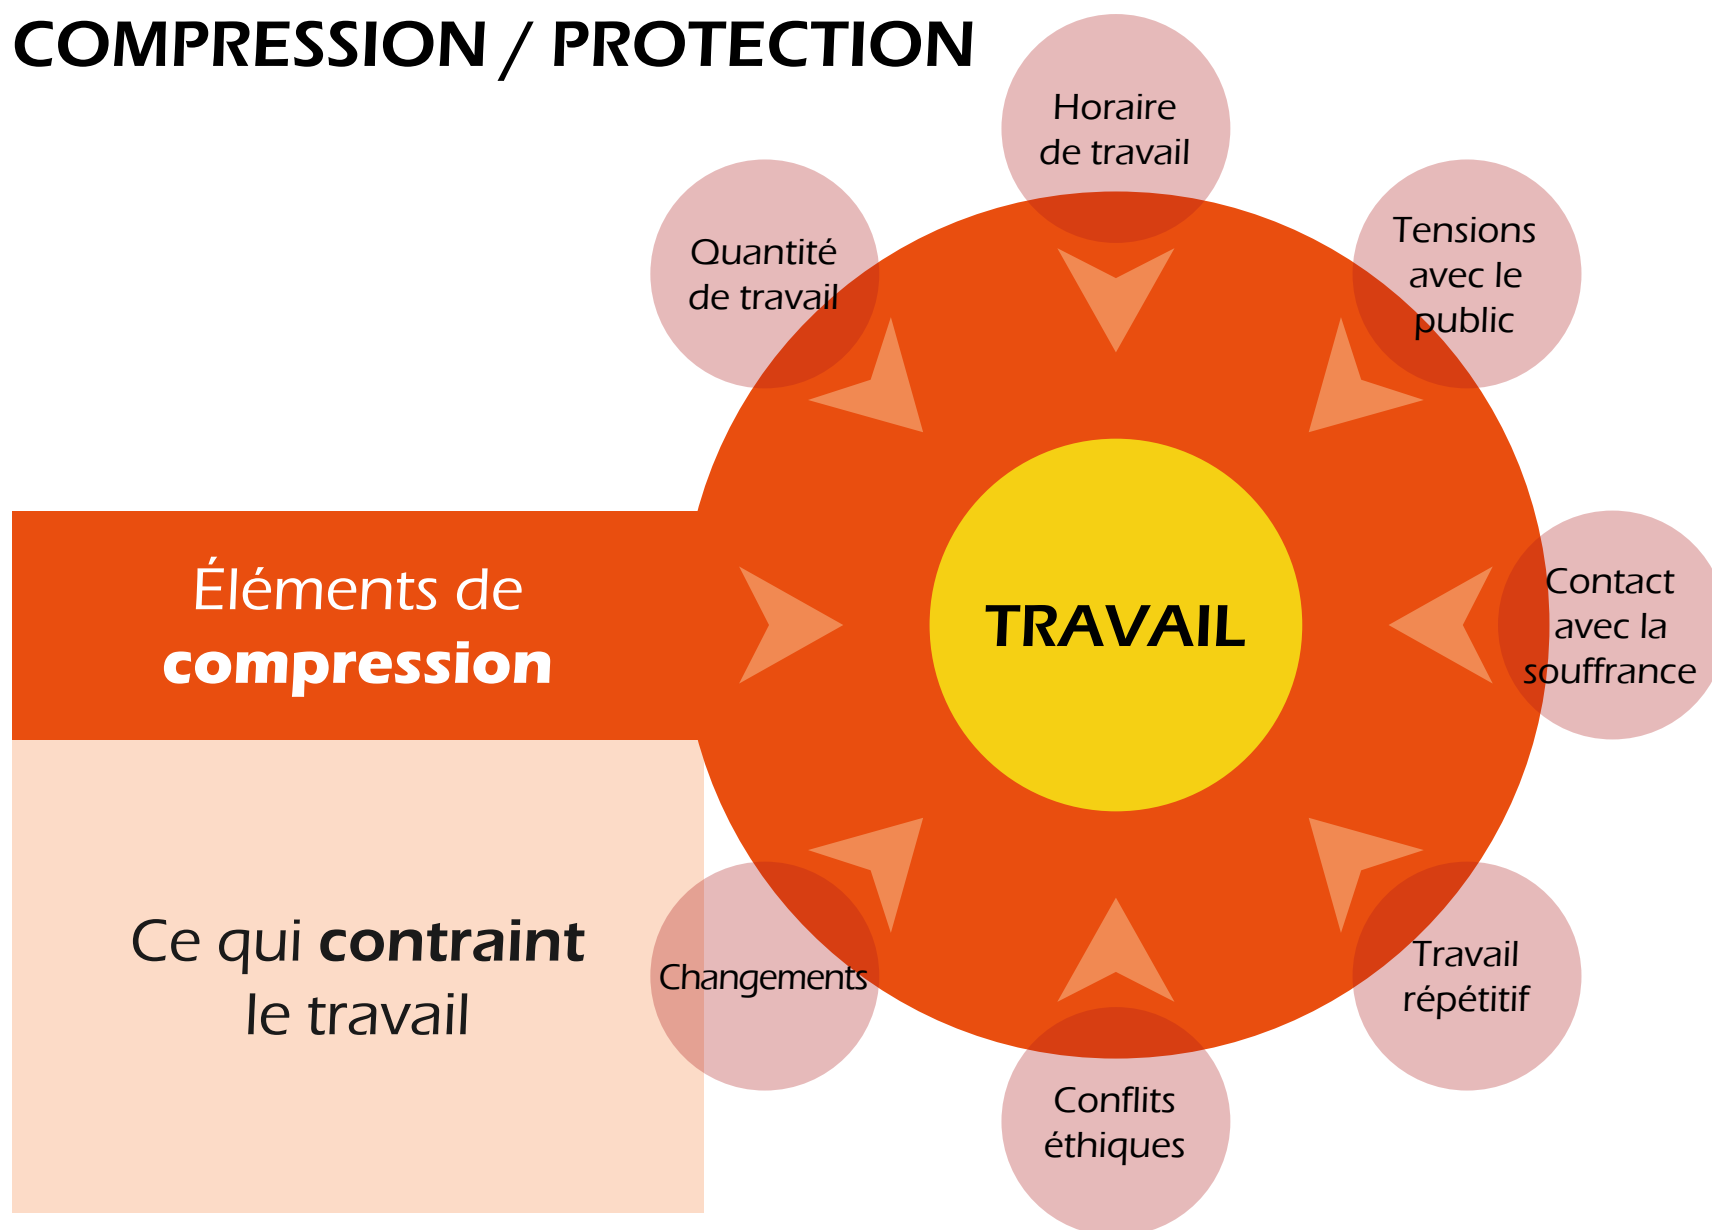 COMPRESSION / PROTECTION
Horaire
de travail
Quantité
de travail
Tensions
avec le
public
Éléments de
compression
TRAVAIL
Contact
avec la
souffrance
Ce qui contraint
le travail
Changements
Travail
répétitif
Conflits
éthiques